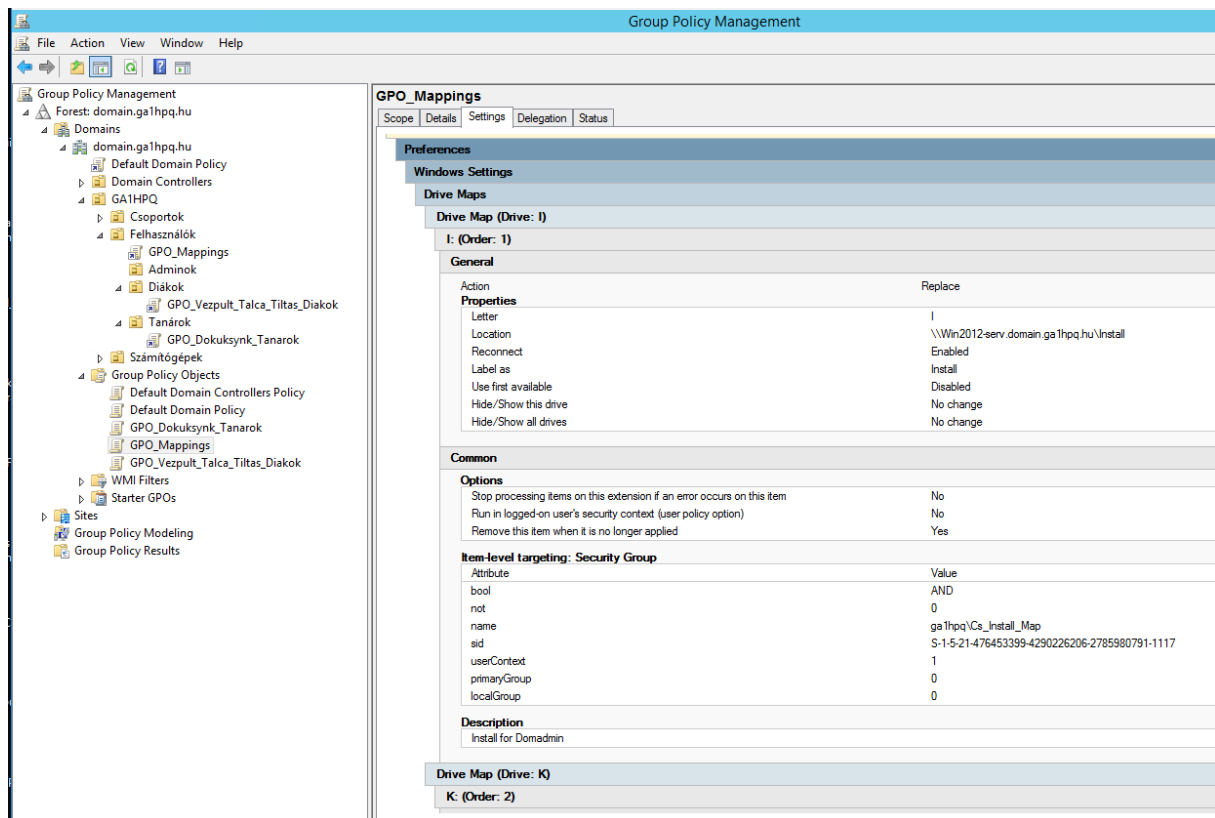 Group Policy Management
File Action View Window Help
Group Policy Management
Forest: domain.ga1hpq.hu
Domains
domain.ga1hpq.hu
Default Domain Policy
Domain Controllers
GA1HPQ
Csoportok
Felhasználók
GPO_Mappings
Adminok
Diákok
GPO_Vezpult_Talca_Tiltas_Diakok
Tanárok
GPO_Dokuksynk_Tanarok
Számítógépek
Group Policy Objects
Default Domain Controllers Policy
Default Domain Policy
GPO_Dokuksynk_Tanarok
GPO_Mappings
GPO_Vezpult_Talca_Tiltas_Diakok
WMI Filters
Starter GPOs
Sites
Group Policy Modeling
Group Policy Results
GPO_Mappings
Scope Details Settings Delegation Status
Preferences
Windows Settings
Drive Maps
Drive Map (Drive: I)
I: (Order: 1)
General
Action Replace
Properties
Letter I
Location \\Win2012-serv.domain.ga1hpq.hu\Install
Reconnect Enabled
Label as Install
Use first available Disabled
Hide/Show this drive No change
Hide/Show all drives No change
Common
Options
Stop processing items on this extension if an error occurs on this item No
Run in logged-on user's security context (user policy option) No
Remove this item when it is no longer applied Yes
Item-level targeting: Security Group
Attribute Value
bool AND
not 0
name ga1hpq\Cs_Install_Map
sid S-1-5-21-476453399-4290226206-2785980791-1117
userContext 1
primaryGroup 0
localGroup 0
Description
Install for Domadmin
Drive Map (Drive: K)
K: (Order: 2)